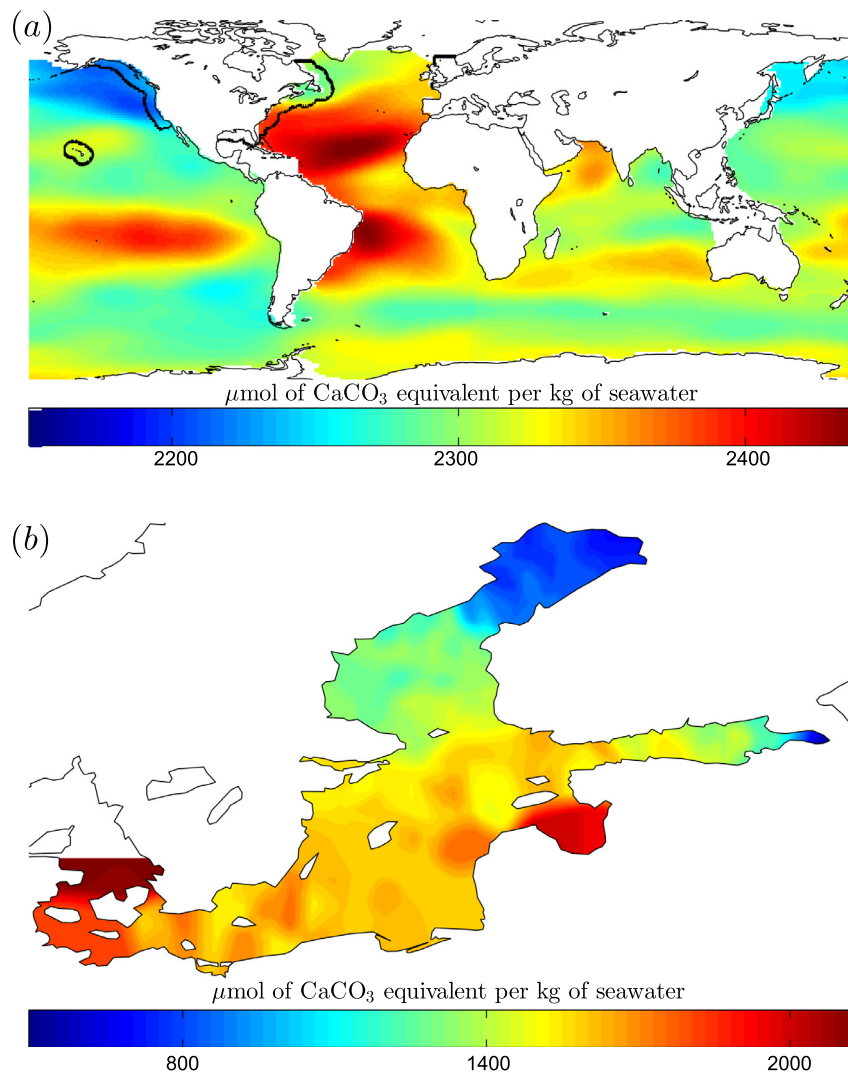 (a)
μmol of CaCO₃ equivalent per kg of seawater
2200 2300 2400
(b)
μmol of CaCO₃ equivalent per kg of seawater
800 1400 2000